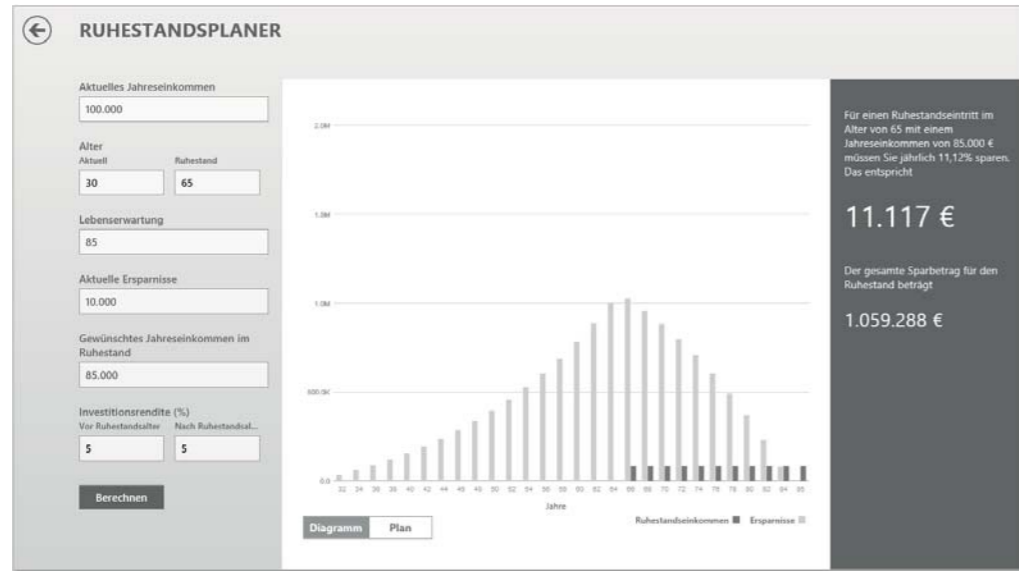 RUHESTANDSPLANER
Aktuelles Jahreseinkommen
100.000
Alter
Aktuell Ruhestand
30 65
Lebenserwartung
85
Aktuelle Ersparnisse
10.000
Gewünschtes Jahreseinkommen im
Ruhestand
85.000
Investitionsrendite (%)
Vor Ruhestandsalter Nach Ruhestandsal...
5 5
Berechnen
2.0M
1.0M
0.0
Jahre
Ruhestandseinkommen Ersparnisse
Diagramm Plan
Für einen Ruhestandseintritt im
Alter von 65 mit einem
Jahreseinkommen von 85.000 €
müssen Sie jährlich 11,12% sparen.
Das entspricht
11.117 €
Der gesamte Sparbetrag für den
Ruhestand beträgt
1.059.288 €